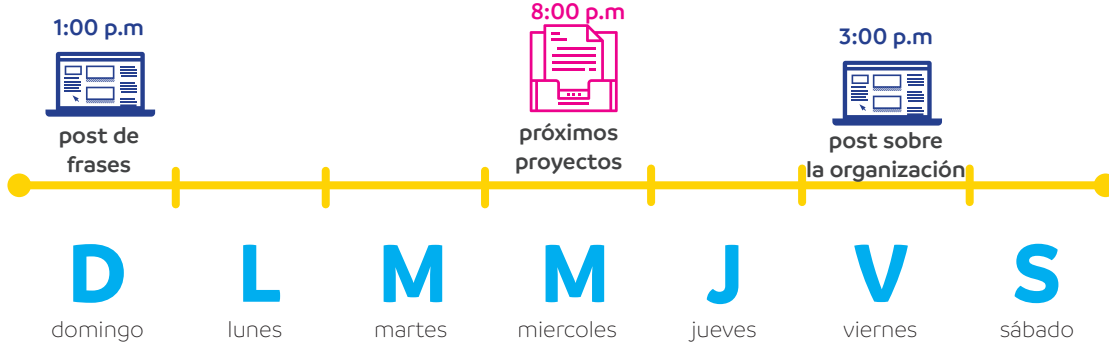 1:00 p.m
8:00 p.m
3:00 p.m
post de
frases
próximos
proyectos
post sobre
la organización
D
L
M
M
J
V
S
domingo
lunes
martes
miercoles
jueves
viernes
sábado